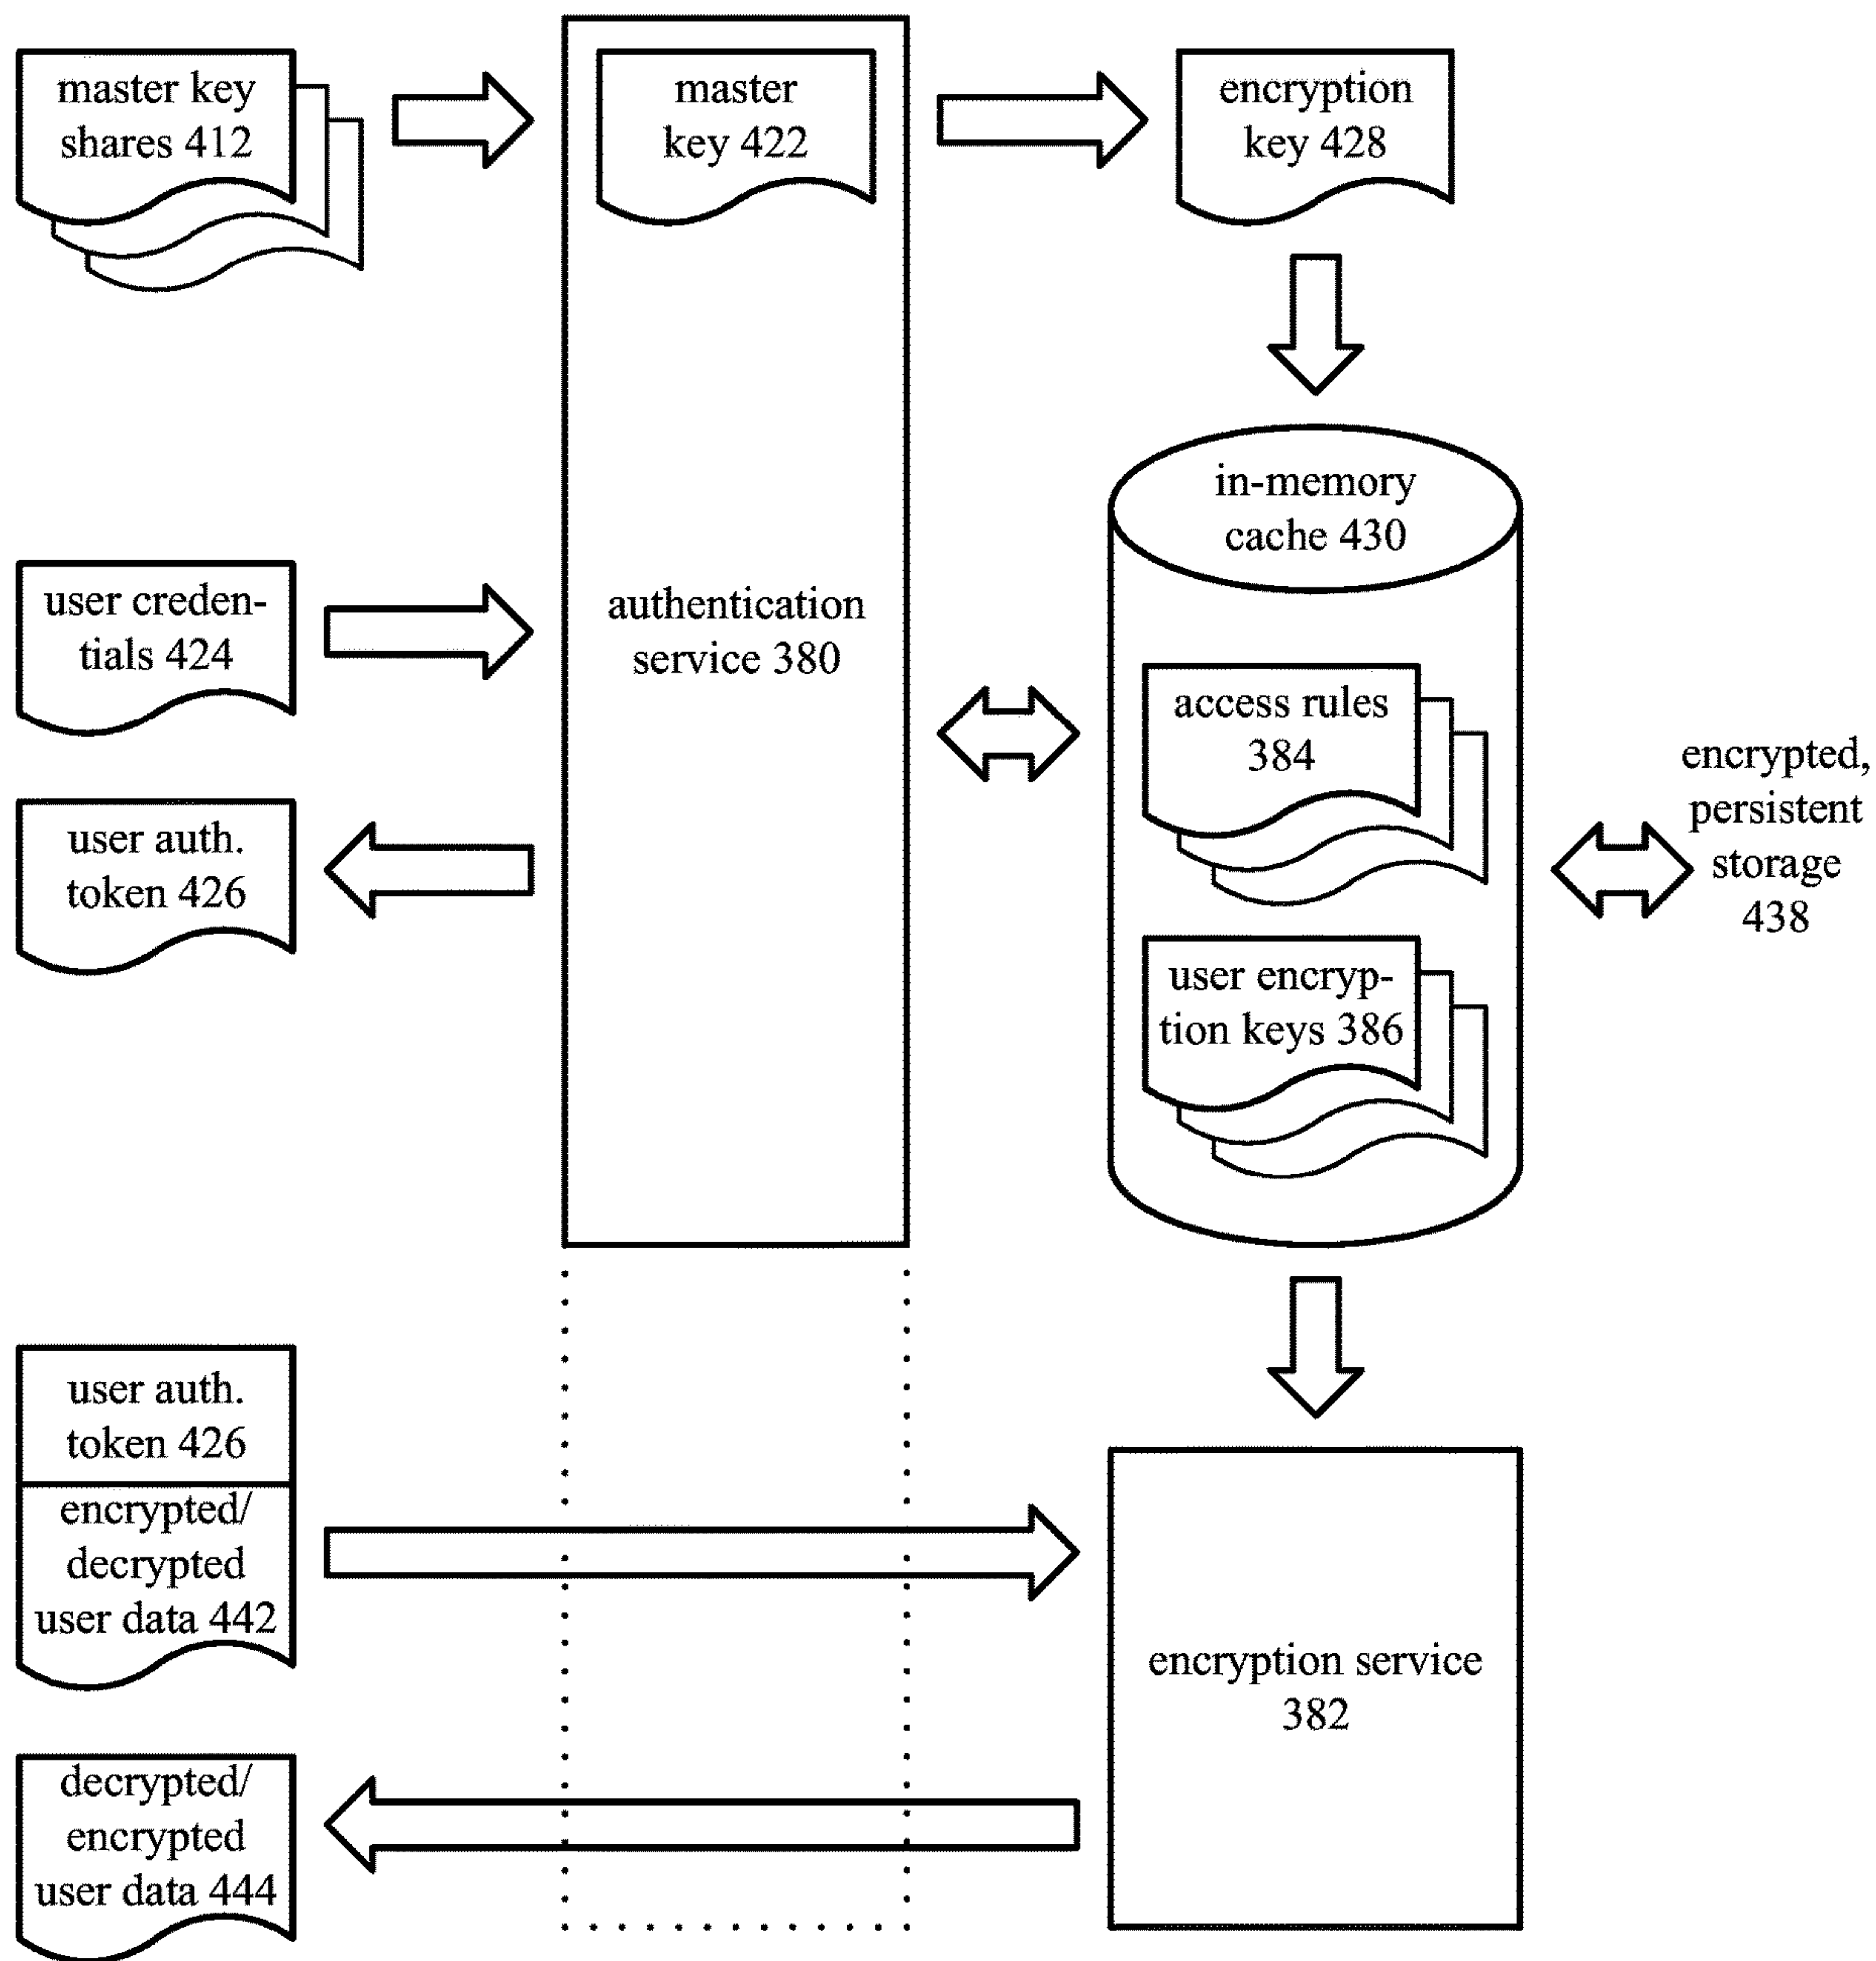 master key
shares 412
master
key 422
encryption
key 428
in-memory
cache 430
user creden-
tials 424
authentication
service 380
access rules
384
encrypted,
persistent
storage
438
user auth.
token 426
user encryp-
tion keys 386
user auth.
token 426
encrypted/
decrypted
user data 442
encryption service
382
decrypted/
encrypted
user data 444